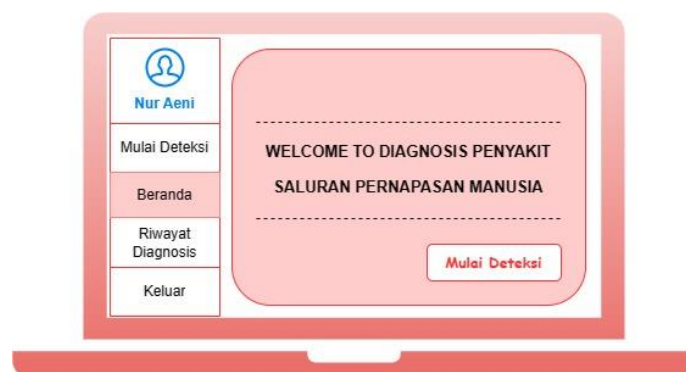 Nur Aeni
Mulai Deteksi
Beranda
Riwayat
Diagnosis
Keluar
WELCOME TO DIAGNOSIS PENYAKIT
SALURAN PERNAPASAN MANUSIA
Mulai Deteksi